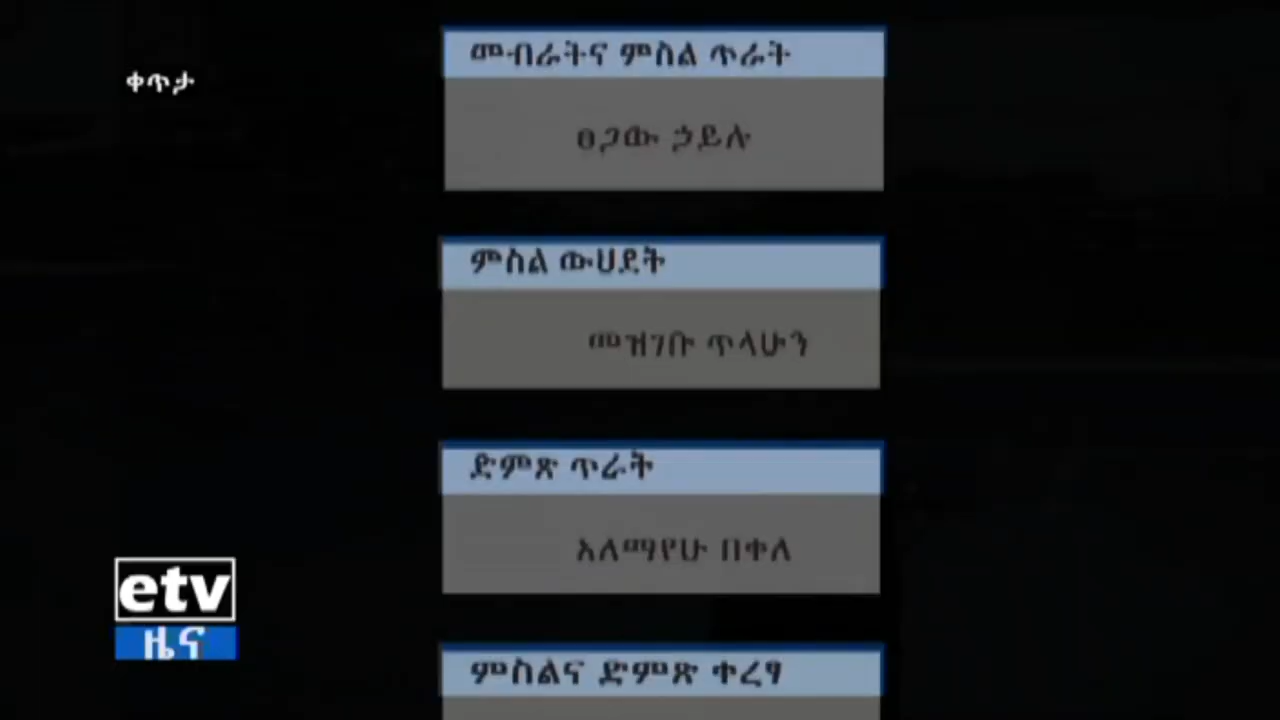 መብራትና ምስል ጥራት
ቀጥታ
ፀጋው ኃይሉ
ምስል ውህደት
መዝገቡ ጥላሁን
ድምጽ ጥራት
አለማየሁ በቀለ
etv
ዜና
ምስልና ድምጽ ቀረፃ